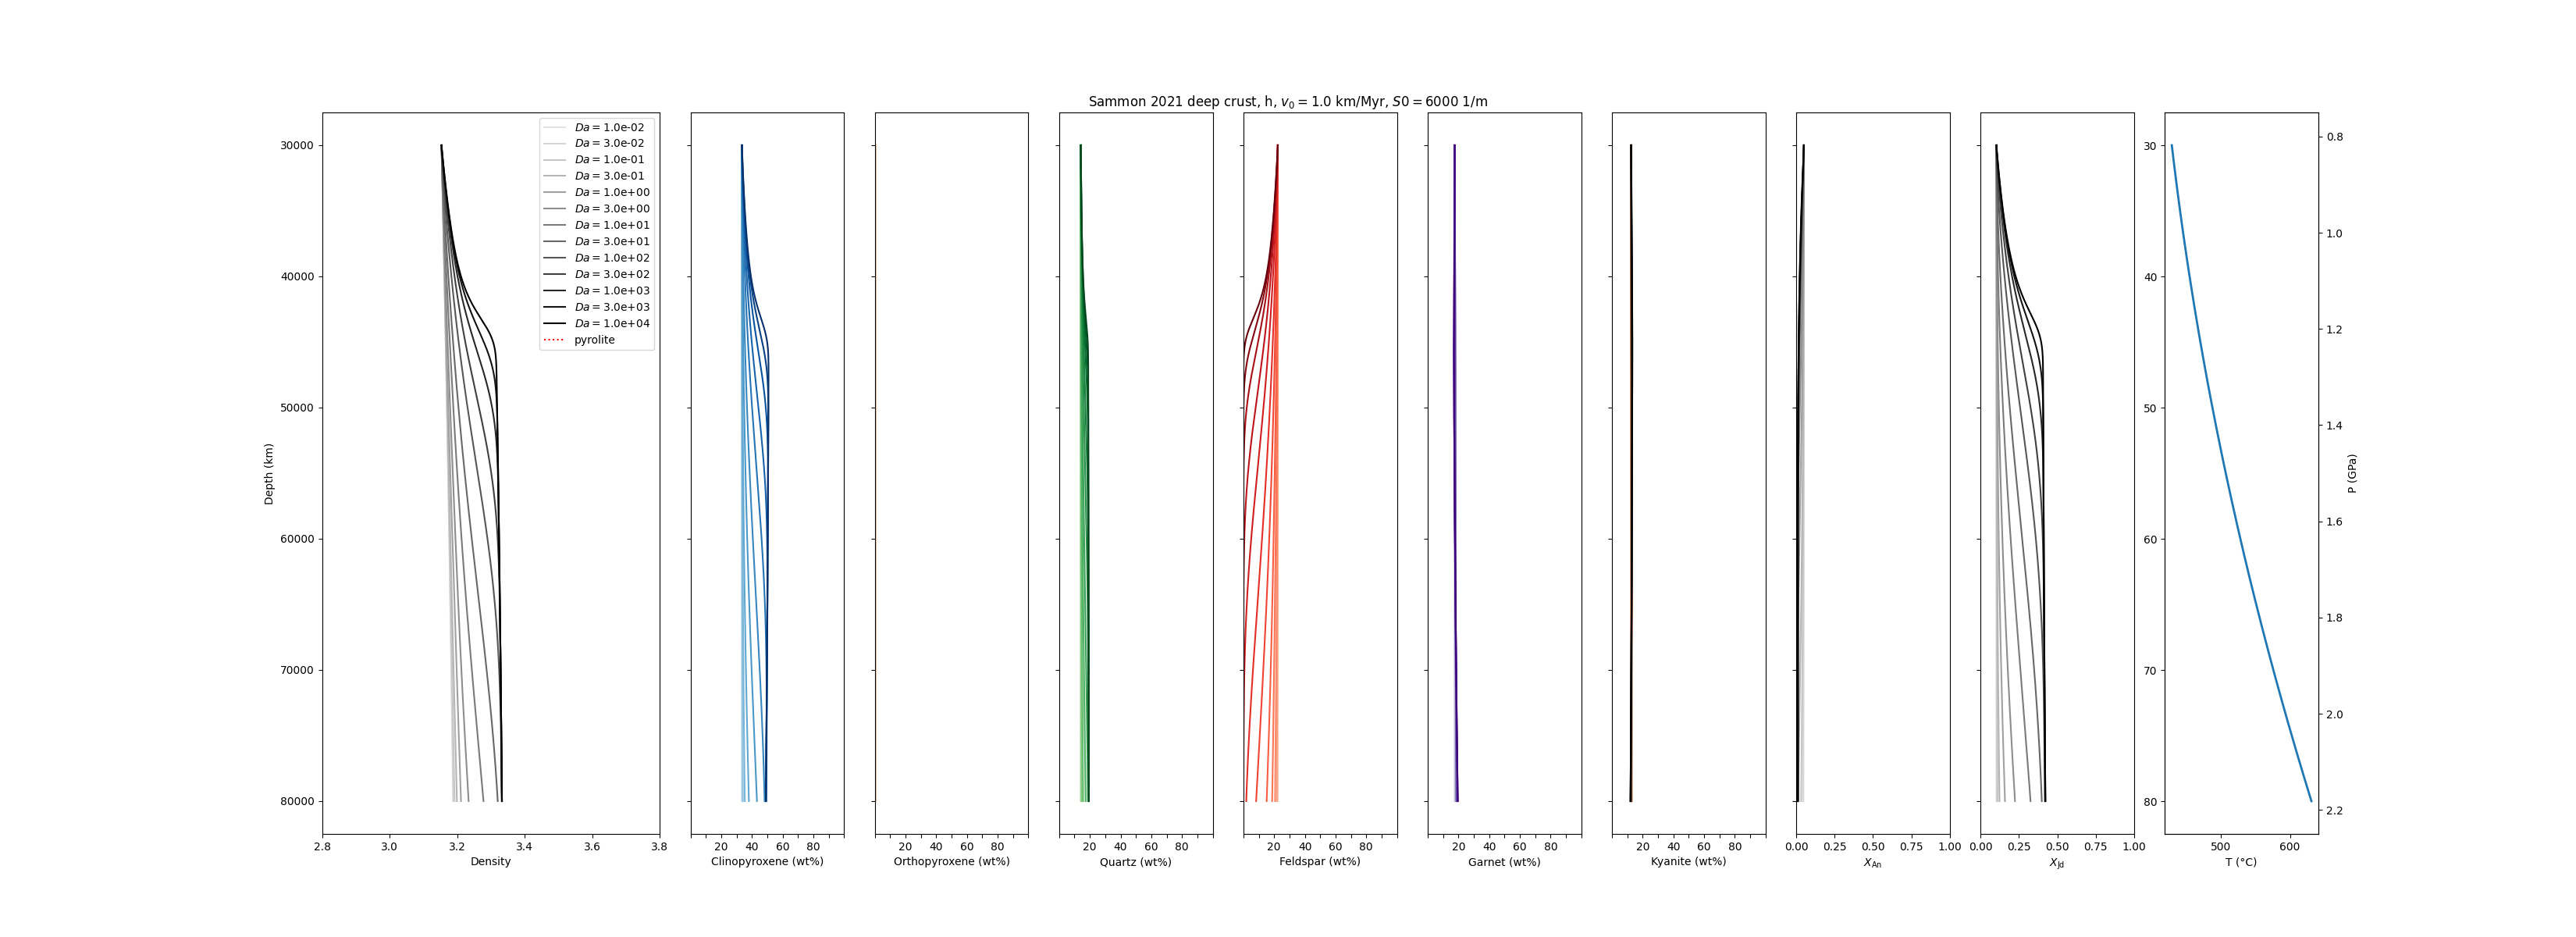 Sammon 2021 deep crust, h, v₀ = 1.0 km/Myr, S0 = 6000 1/m
Da = 1.0e-02
Da = 3.0e-02
Da = 1.0e-01
Da = 3.0e-01
Da = 1.0e+00
Da = 3.0e+00
Da = 1.0e+01
Da = 3.0e+01
Da = 1.0e+02
Da = 3.0e+02
Da = 1.0e+03
Da = 3.0e+03
Da = 1.0e+04
pyrolite
Depth (km)
30000
40000
50000
60000
70000
80000
2.8 3.0 3.2 3.4 3.6 3.8
Density
20 40 60 80
Clinopyroxene (wt%)
20 40 60 80
Orthopyroxene (wt%)
20 40 60 80
Quartz (wt%)
20 40 60 80
Feldspar (wt%)
20 40 60 80
Garnet (wt%)
20 40 60 80
Kyanite (wt%)
0.00 0.25 0.50 0.75 1.00
X_An
0.00 0.25 0.50 0.75 1.00
X_Jd
30
40
50
60
70
80
500 600
T (°C)
0.8
1.0
1.2
1.4
1.6
1.8
2.0
2.2
P (GPa)